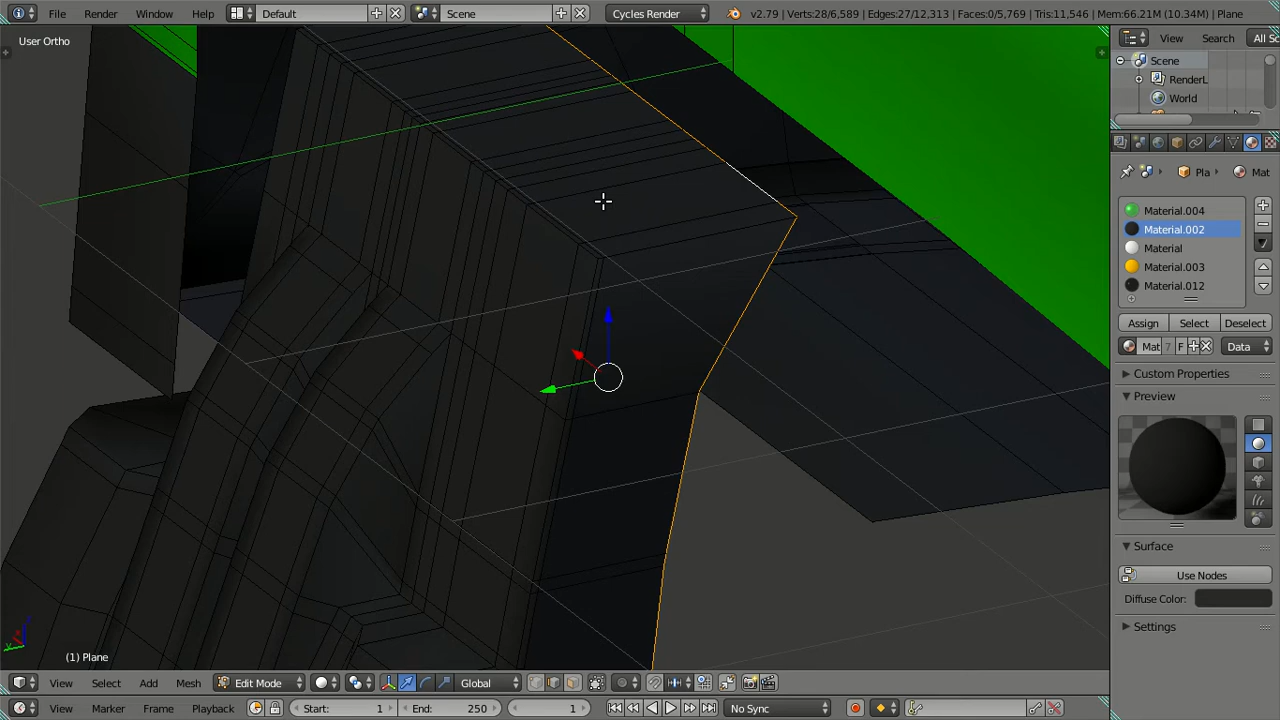 File Render Window Help Default Scene Cycles Render v2.79 | Verts:28/6,589 | Edges:27/12,313 | Faces:0/5,769 | Tris:11,546 | Mem:66.21M (10.34M) | Plane
User Ortho
View Search All Sc
Scene
RenderL
World
Pla Mat
Material.004
Material.002
Material
Material.003
Material.012
Assign Select Deselect
Mat 7 F Data
Custom Properties
Preview
Surface
Use Nodes
Diffuse Color:
Settings
(1) Plane
View Select Add Mesh Edit Mode Global
View Marker Frame Playback Start: 1 End: 250 1 No Sync